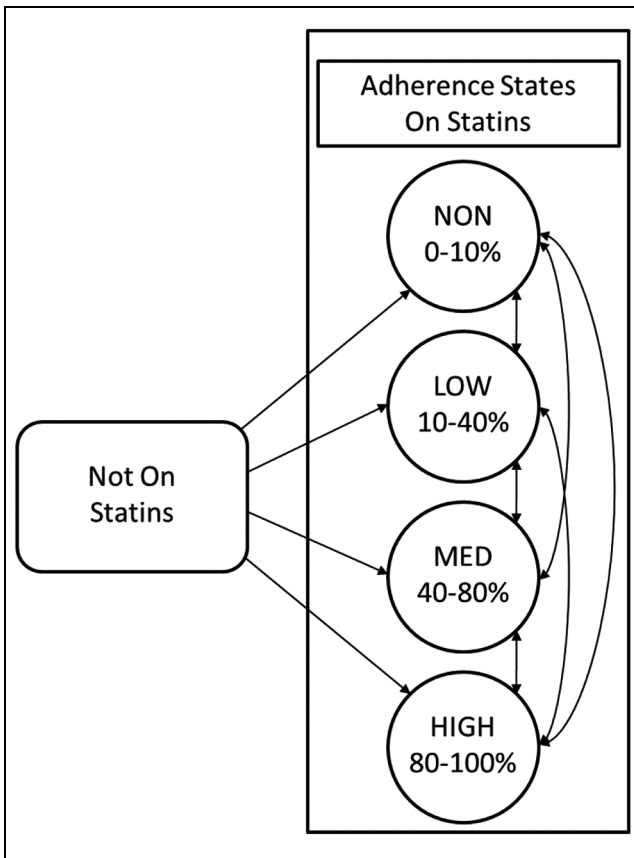 Adherence States
On Statins
NON
0-10%
LOW
10-40%
Not On
Statins
MED
40-80%
HIGH
80-100%